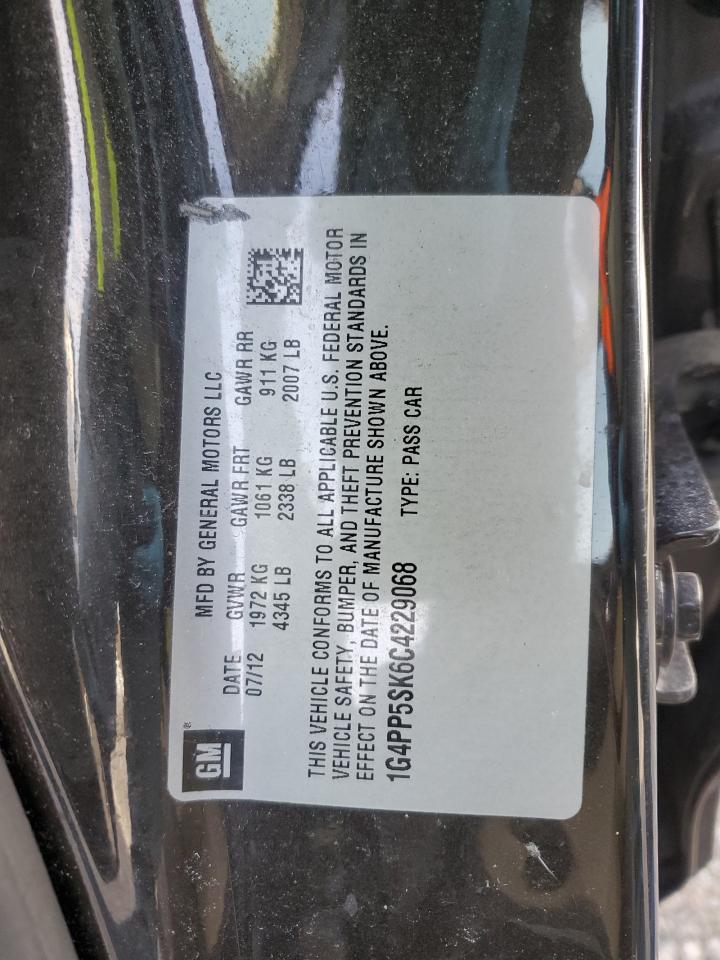 GM ®
MFD BY GENERAL MOTORS LLC
DATE GVWR GAWR FRT GAWR RR
07/12 1972 KG 1061 KG 911 KG
4345 LB 2338 LB 2007 LB
THIS VEHICLE CONFORMS TO ALL APPLICABLE U.S. FEDERAL MOTOR
VEHICLE SAFETY, BUMPER, AND THEFT PREVENTION STANDARDS IN
EFFECT ON THE DATE OF MANUFACTURE SHOWN ABOVE.
1G4PP5SK6C4229068 TYPE: PASS CAR